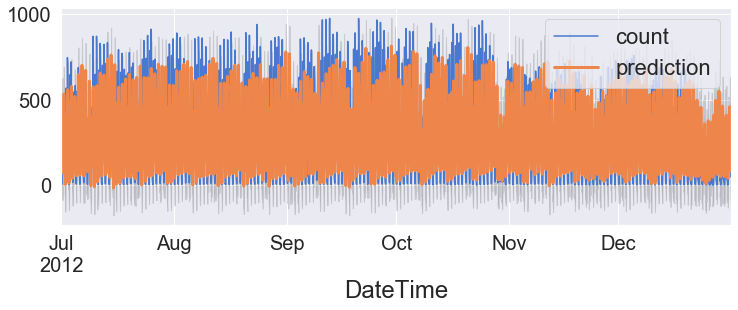 1000
500
0
count
prediction
Jul Aug Sep Oct Nov Dec
2012
DateTime